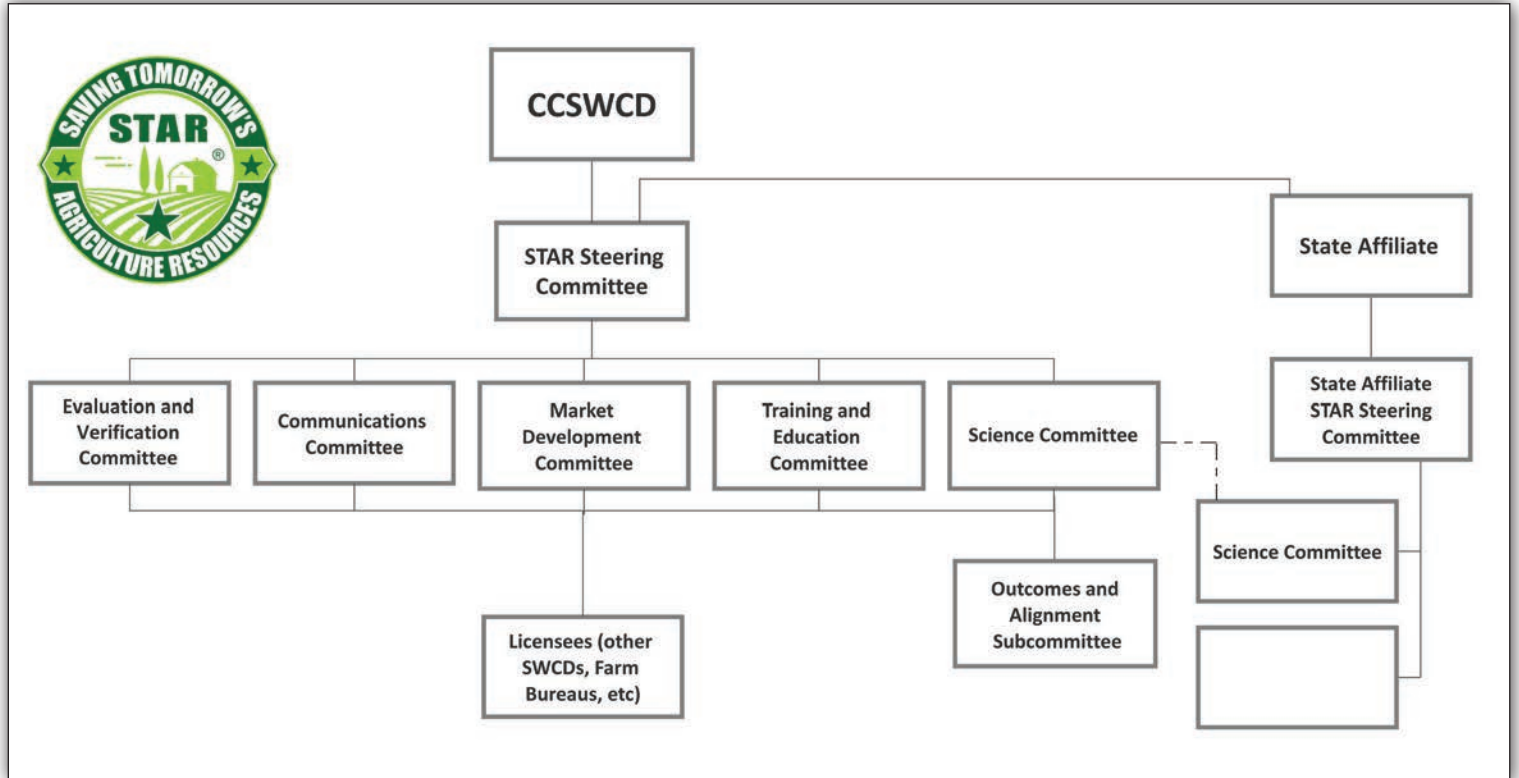 SAVING TOMORROW'S
STAR
®
AGRICULTURE RESOURCES
CCSWCD
STAR Steering
Committee
State Affiliate
Evaluation and
Verification
Committee
Communications
Committee
Market
Development
Committee
Training and
Education
Committee
Science Committee
State Affiliate
STAR Steering
Committee
Science Committee
Outcomes and
Alignment
Subcommittee
Licensees (other
SWCDs, Farm
Bureaus, etc)